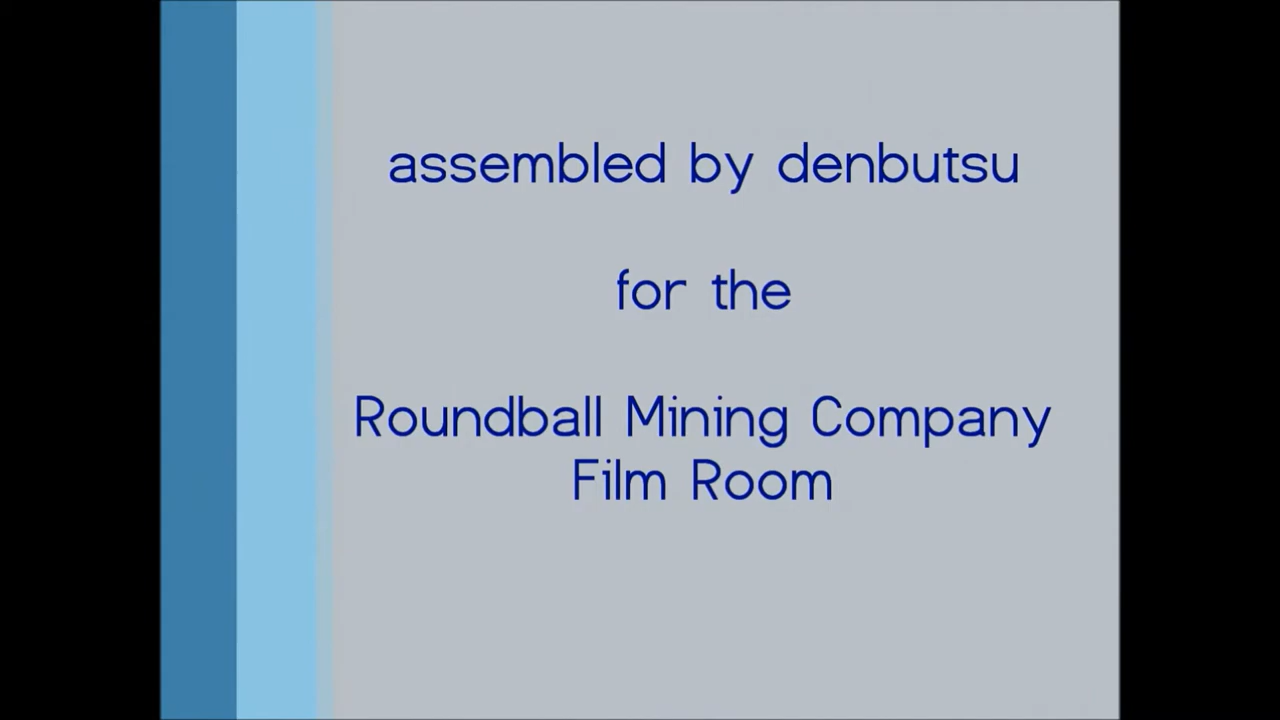 assembled by denbutsu
for the
Roundball Mining Company
Film Room